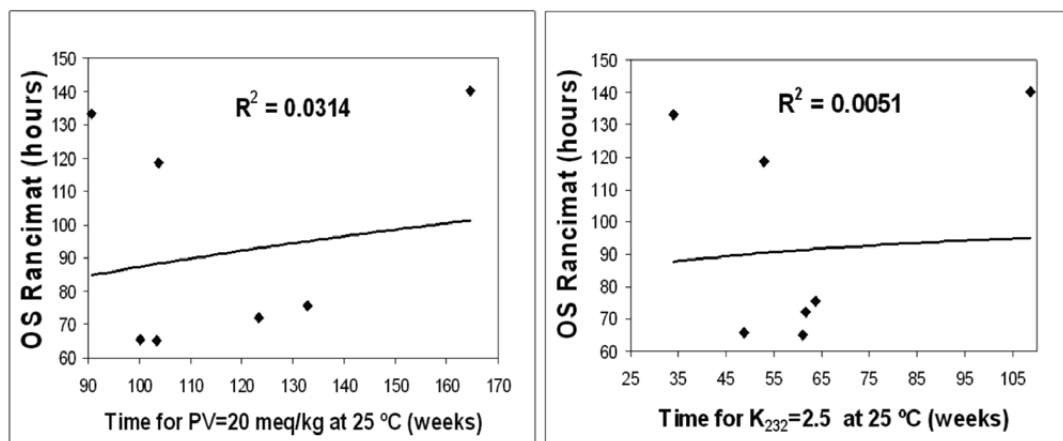 OS Rancimat (hours)
150
140
130
120
110
100
90
80
70
60
R² = 0.0314
90 100 110 120 130 140 150 160 170
Time for PV=20 meq/kg at 25 ºC (weeks)
OS Rancimat (hours)
150
140
130
120
110
100
90
80
70
60
R² = 0.0051
25 35 45 55 65 75 85 95 105
Time for K₂₃₂=2.5 at 25 ºC (weeks)